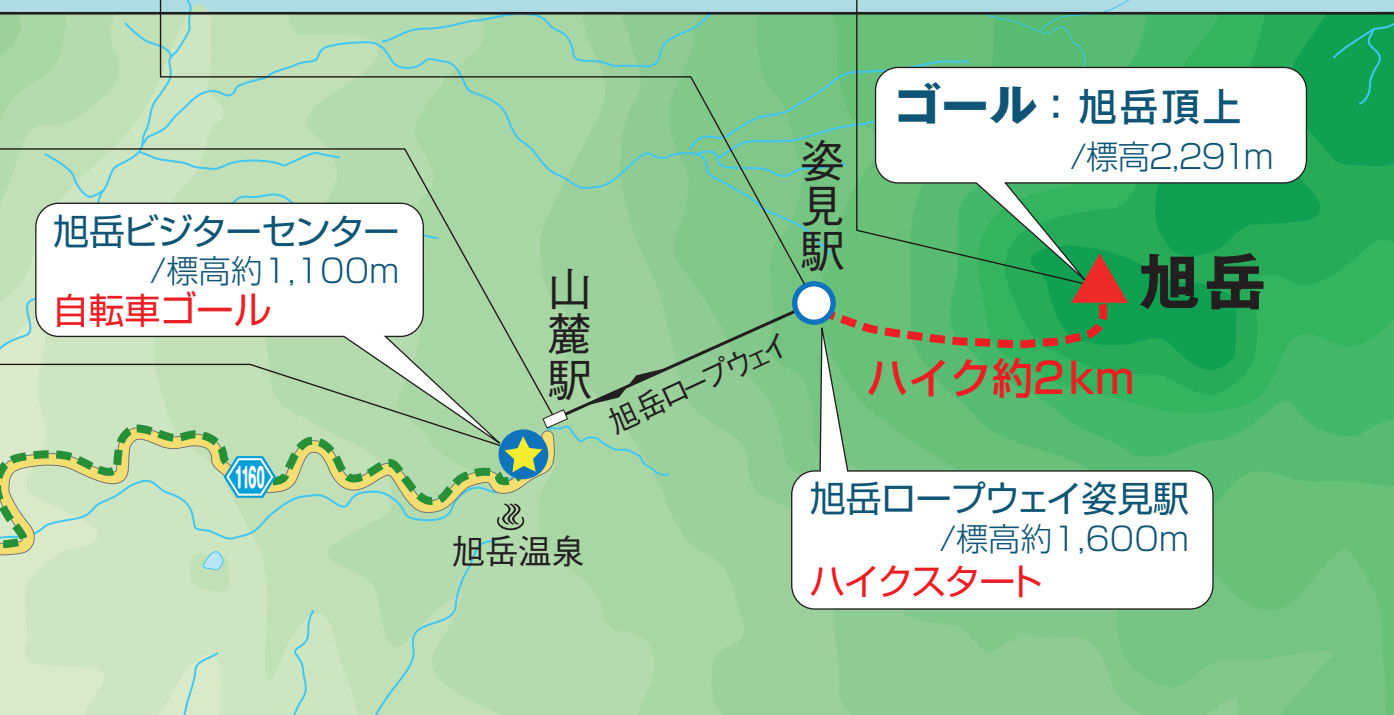 ゴール：旭岳頂上
/標高2,291m
姿見駅
旭岳
旭岳ビジターセンター
/標高約1,100m
自転車ゴール
山麓駅
旭岳ロープウェイ
ハイク約2km
1160
旭岳温泉
旭岳ロープウェイ姿見駅
/標高約1,600m
ハイクスタート